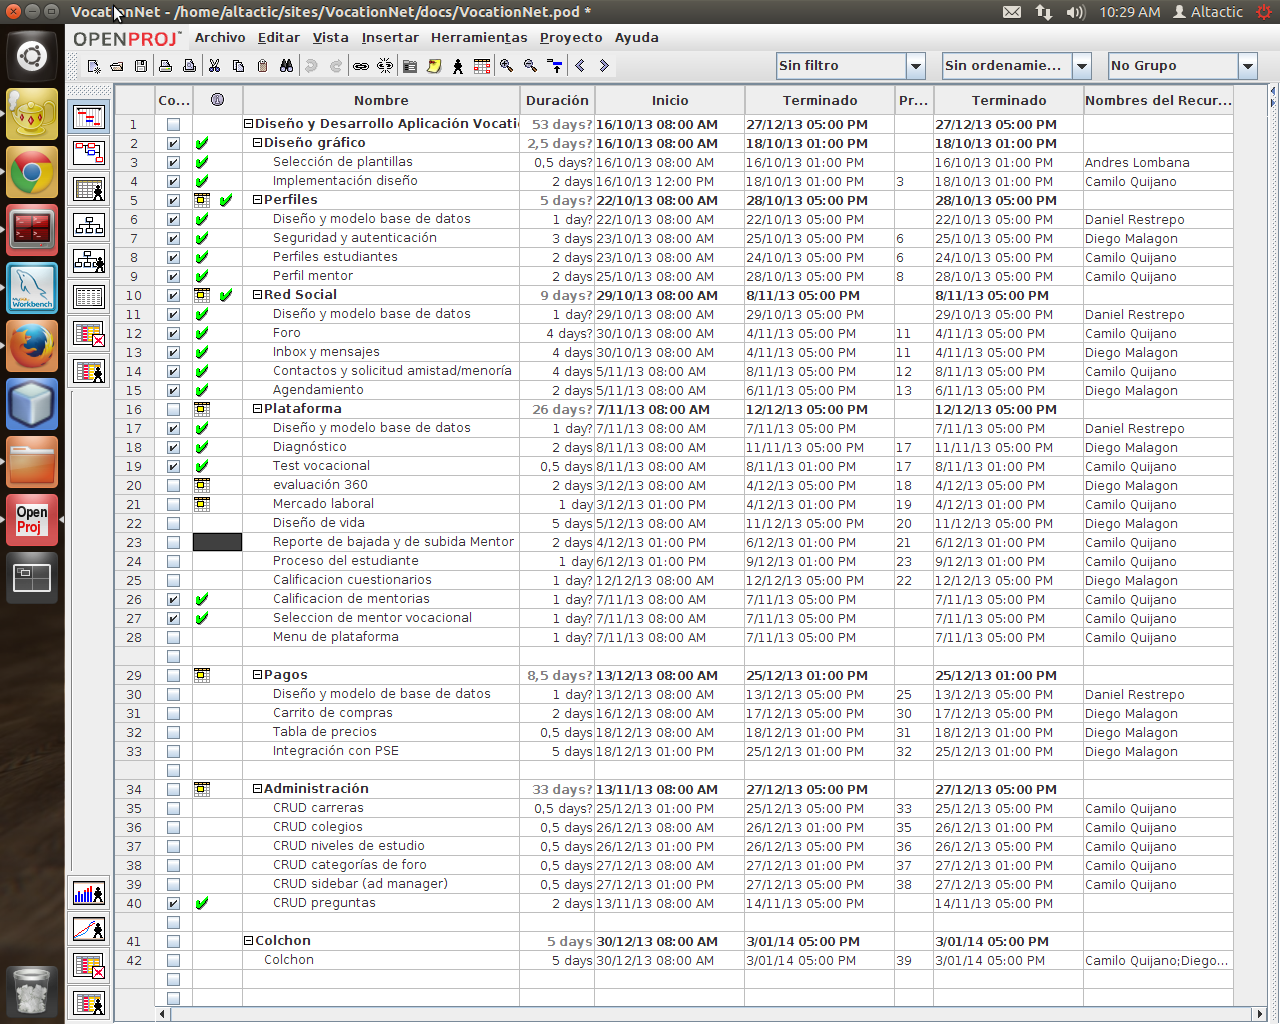 VocationNet - /home/altactic/sites/VocationNet/docs/VocationNet.pod * 10:29 AM Altactic
OPENPROJ Archivo Editar Vista Insertar Herramientas Proyecto Ayuda
Sin filtro Sin ordenamie... No Grupo
Co... Nombre Duración Inicio Terminado Pr... Terminado Nombres del Recur...
1 Diseño y Desarrollo Aplicación Vocati 53 days? 16/10/13 08:00 AM 27/12/13 05:00 PM 27/12/13 05:00 PM
2 Diseño gráfico 2,5 days? 16/10/13 08:00 AM 18/10/13 01:00 PM 18/10/13 01:00 PM
3 Selección de plantillas 0,5 days? 16/10/13 08:00 AM 16/10/13 01:00 PM 16/10/13 01:00 PM Andres Lombana
4 Implementación diseño 2 days 16/10/13 12:00 PM 18/10/13 01:00 PM 3 18/10/13 01:00 PM Camilo Quijano
5 Perfiles 5 days? 22/10/13 08:00 AM 28/10/13 05:00 PM 28/10/13 05:00 PM
6 Diseño y modelo base de datos 1 day? 22/10/13 08:00 AM 22/10/13 05:00 PM 22/10/13 05:00 PM Daniel Restrepo
7 Seguridad y autenticación 3 days 23/10/13 08:00 AM 25/10/13 05:00 PM 6 25/10/13 05:00 PM Diego Malagon
8 Perfiles estudiantes 2 days 23/10/13 08:00 AM 24/10/13 05:00 PM 6 24/10/13 05:00 PM Camilo Quijano
9 Perfil mentor 2 days 25/10/13 08:00 AM 28/10/13 05:00 PM 8 28/10/13 05:00 PM Camilo Quijano
10 Red Social 9 days? 29/10/13 08:00 AM 8/11/13 05:00 PM 8/11/13 05:00 PM
11 Diseño y modelo base de datos 1 day? 29/10/13 08:00 AM 29/10/13 05:00 PM 29/10/13 05:00 PM Daniel Restrepo
12 Foro 4 days? 30/10/13 08:00 AM 4/11/13 05:00 PM 11 4/11/13 05:00 PM Camilo Quijano
13 Inbox y mensajes 4 days 30/10/13 08:00 AM 4/11/13 05:00 PM 11 4/11/13 05:00 PM Diego Malagon
14 Contactos y solicitud amistad/menoría 4 days 5/11/13 08:00 AM 8/11/13 05:00 PM 12 8/11/13 05:00 PM Camilo Quijano
15 Agendamiento 2 days 5/11/13 08:00 AM 6/11/13 05:00 PM 13 6/11/13 05:00 PM Diego Malagon
16 Plataforma 26 days? 7/11/13 08:00 AM 12/12/13 05:00 PM 12/12/13 05:00 PM
17 Diseño y modelo base de datos 1 day? 7/11/13 08:00 AM 7/11/13 05:00 PM 7/11/13 05:00 PM Daniel Restrepo
18 Diagnóstico 2 days 8/11/13 08:00 AM 11/11/13 05:00 PM 17 11/11/13 05:00 PM Diego Malagon
19 Test vocacional 0,5 days 8/11/13 08:00 AM 8/11/13 01:00 PM 17 8/11/13 01:00 PM Camilo Quijano
20 evaluación 360 2 days 3/12/13 08:00 AM 4/12/13 05:00 PM 18 4/12/13 05:00 PM Diego Malagon
21 Mercado laboral 1 day 3/12/13 01:00 PM 4/12/13 01:00 PM 19 4/12/13 01:00 PM Camilo Quijano
22 Diseño de vida 5 days 5/12/13 08:00 AM 11/12/13 05:00 PM 20 11/12/13 05:00 PM Diego Malagon
23 Reporte de bajada y de subida Mentor 2 days 4/12/13 01:00 PM 6/12/13 01:00 PM 21 6/12/13 01:00 PM Camilo Quijano
24 Proceso del estudiante 1 day 6/12/13 01:00 PM 9/12/13 01:00 PM 23 9/12/13 01:00 PM Camilo Quijano
25 Calificacion cuestionarios 1 day? 12/12/13 08:00 AM 12/12/13 05:00 PM 22 12/12/13 05:00 PM Diego Malagon
26 Calificacion de mentorias 1 day? 7/11/13 08:00 AM 7/11/13 05:00 PM 7/11/13 05:00 PM Camilo Quijano
27 Seleccion de mentor vocacional 1 day? 7/11/13 08:00 AM 7/11/13 05:00 PM 7/11/13 05:00 PM Camilo Quijano
28 Menu de plataforma 1 day? 7/11/13 08:00 AM 7/11/13 05:00 PM 7/11/13 05:00 PM Camilo Quijano
29 Pagos 8,5 days? 13/12/13 08:00 AM 25/12/13 01:00 PM 25/12/13 01:00 PM
30 Diseño y modelo de base de datos 1 day? 13/12/13 08:00 AM 13/12/13 05:00 PM 25 13/12/13 05:00 PM Daniel Restrepo
31 Carrito de compras 2 days 16/12/13 08:00 AM 17/12/13 05:00 PM 30 17/12/13 05:00 PM Diego Malagon
32 Tabla de precios 0,5 days 18/12/13 08:00 AM 18/12/13 01:00 PM 31 18/12/13 01:00 PM Diego Malagon
33 Integración con PSE 5 days 18/12/13 01:00 PM 25/12/13 01:00 PM 32 25/12/13 01:00 PM Diego Malagon
34 Administración 33 days? 13/11/13 08:00 AM 27/12/13 05:00 PM 27/12/13 05:00 PM
35 CRUD carreras 0,5 days? 25/12/13 01:00 PM 25/12/13 05:00 PM 33 25/12/13 05:00 PM Camilo Quijano
36 CRUD colegios 0,5 days 26/12/13 08:00 AM 26/12/13 01:00 PM 35 26/12/13 01:00 PM Camilo Quijano
37 CRUD niveles de estudio 0,5 days 26/12/13 01:00 PM 26/12/13 05:00 PM 36 26/12/13 05:00 PM Camilo Quijano
38 CRUD categorías de foro 0,5 days 27/12/13 08:00 AM 27/12/13 01:00 PM 37 27/12/13 01:00 PM Camilo Quijano
39 CRUD sidebar (ad manager) 0,5 days 27/12/13 01:00 PM 27/12/13 05:00 PM 38 27/12/13 05:00 PM Camilo Quijano
40 CRUD preguntas 2 days 13/11/13 08:00 AM 14/11/13 05:00 PM 14/11/13 05:00 PM
41 Colchon 5 days 30/12/13 08:00 AM 3/01/14 05:00 PM 3/01/14 05:00 PM
42 Colchon 5 days 30/12/13 08:00 AM 3/01/14 05:00 PM 39 3/01/14 05:00 PM Camilo Quijano;Diego...
MySQL
Workbench
Open
Proj